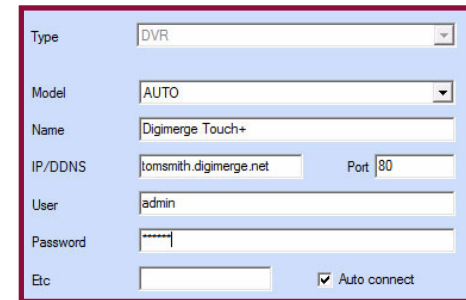 Type DVR
Model AUTO
Name Digimerge Touch+
IP/DDNS tomsmith.digimerge.net Port 80
User admin
Password ******
Etc Auto connect